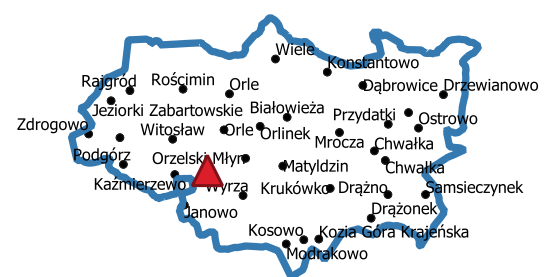 Wiele
Konstantowo
Rajgród
Rościmin
Orle
Dąbrowice
Drzewianowo
Jeziorki Zabartowskie
Białowieża
Przydatki
Ostrowo
Zdrogowo
Witosław
Orle
Orlinek
Mrocza
Chwałka
Podgórz
Orzelski Młyn
Matyldzin
Chwałka
Kaźmierzewo
Wyrza
Krukówko
Drążno
Samsieczynek
Janowo
Drążonek
Kosowo
Kozia Góra Krajeńska
Modrakowo